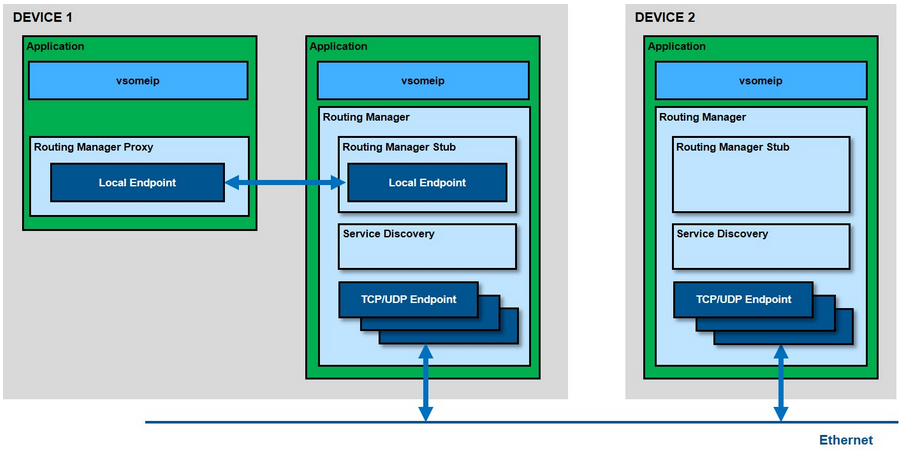 DEVICE 1
Application
vsomeip
Routing Manager Proxy
Local Endpoint
Application
vsomeip
Routing Manager
Routing Manager Stub
Local Endpoint
Service Discovery
TCP/UDP Endpoint
DEVICE 2
Application
vsomeip
Routing Manager
Routing Manager Stub
Service Discovery
TCP/UDP Endpoint
Ethernet